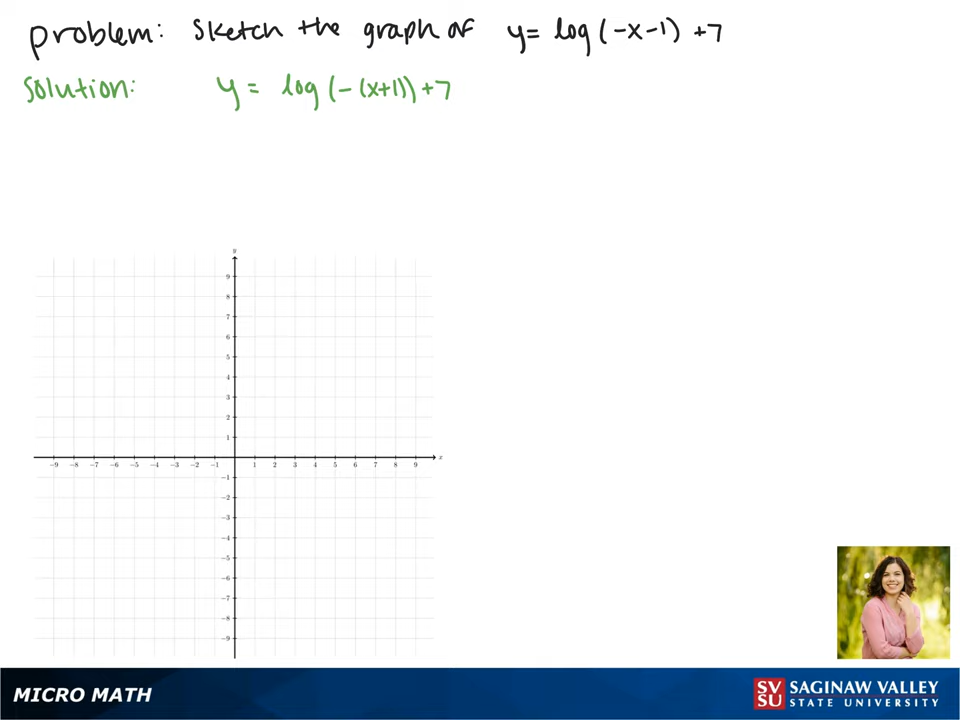 problem: Sketch the graph of y = log(-x-1) +7
Solution: y = log(-(x+1)) +7
y
9
8
7
6
5
4
3
2
1
-9 -8 -7 -6 -5 -4 -3 -2 -1 1 2 3 4 5 6 7 8 9 x
-1
-2
-3
-4
-5
-6
-7
-8
-9
MICRO MATH
SV SU SAGINAW VALLEY
STATE UNIVERSITY